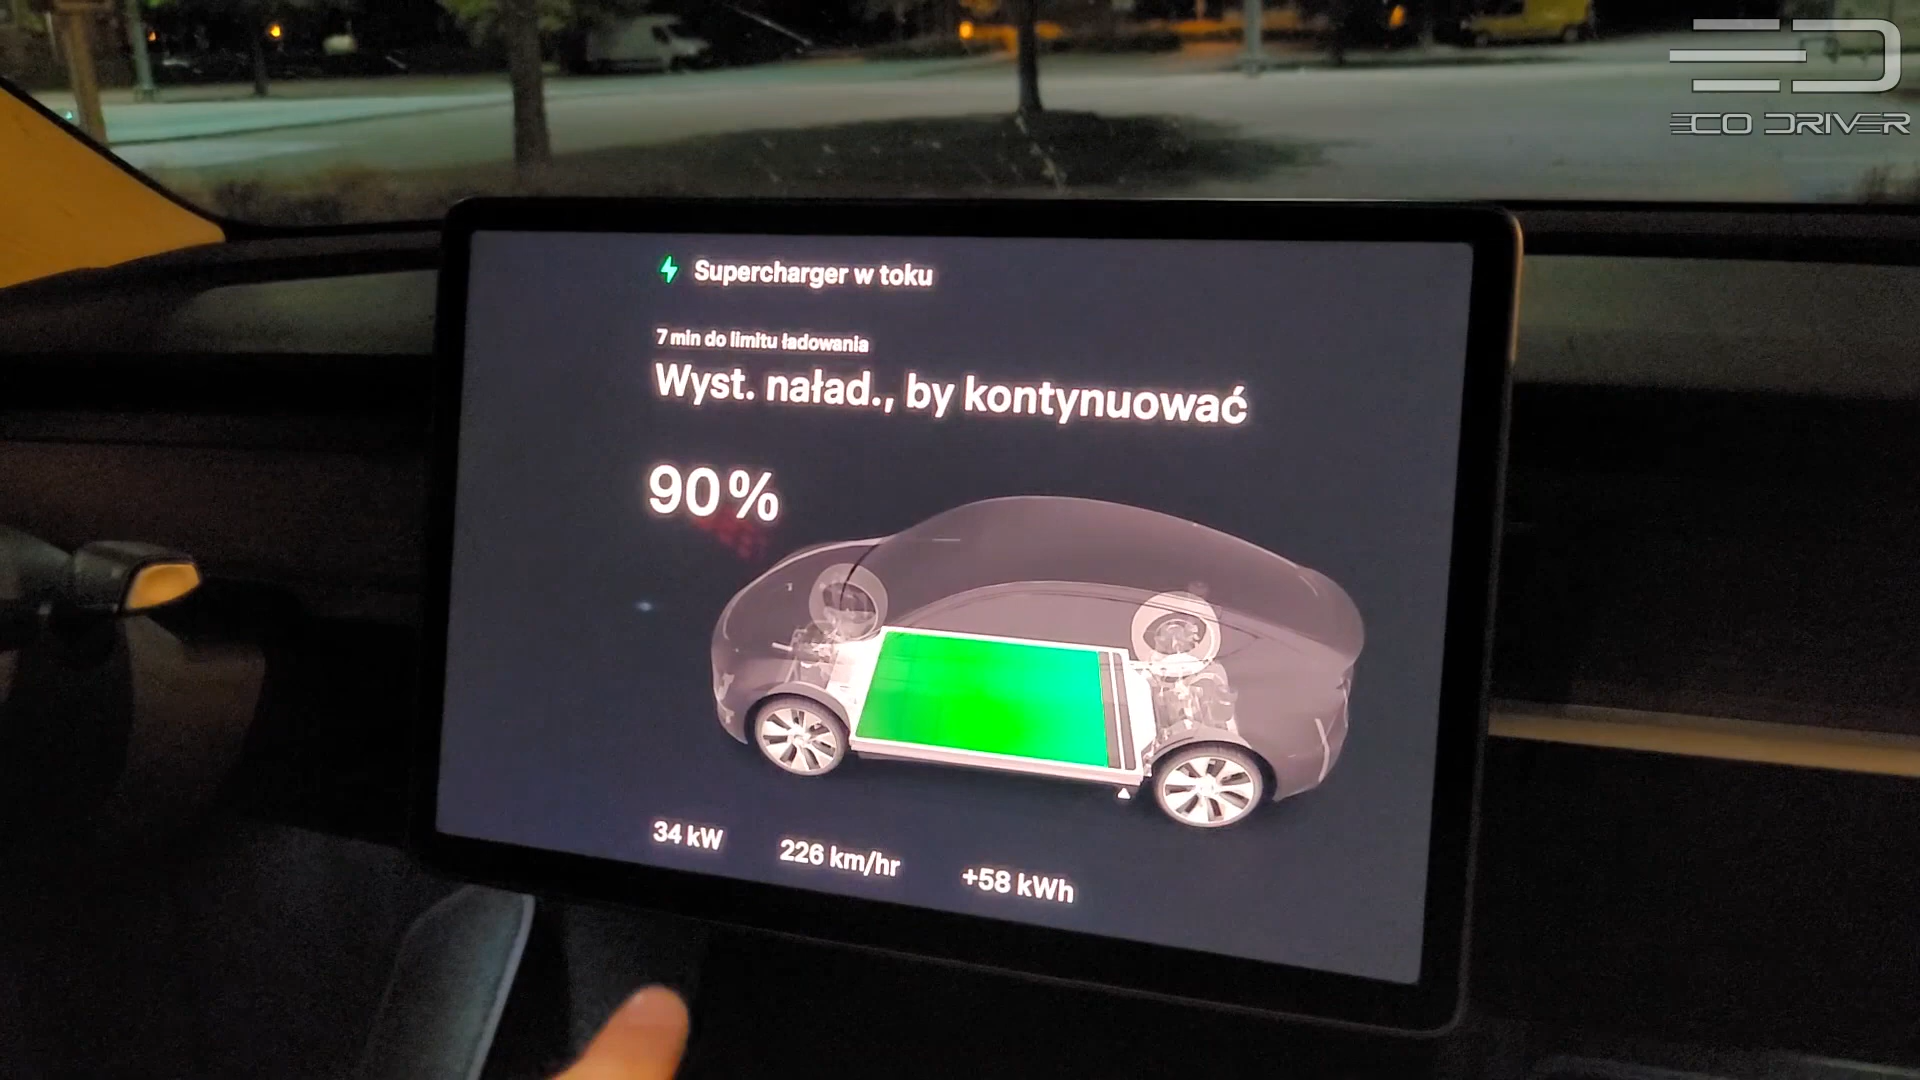 ECO DRIVER
Supercharger w toku
7 min do limitu ładowania
Wyst. naład., by kontynuować
90%
34 kW 226 km/hr +58 kWh